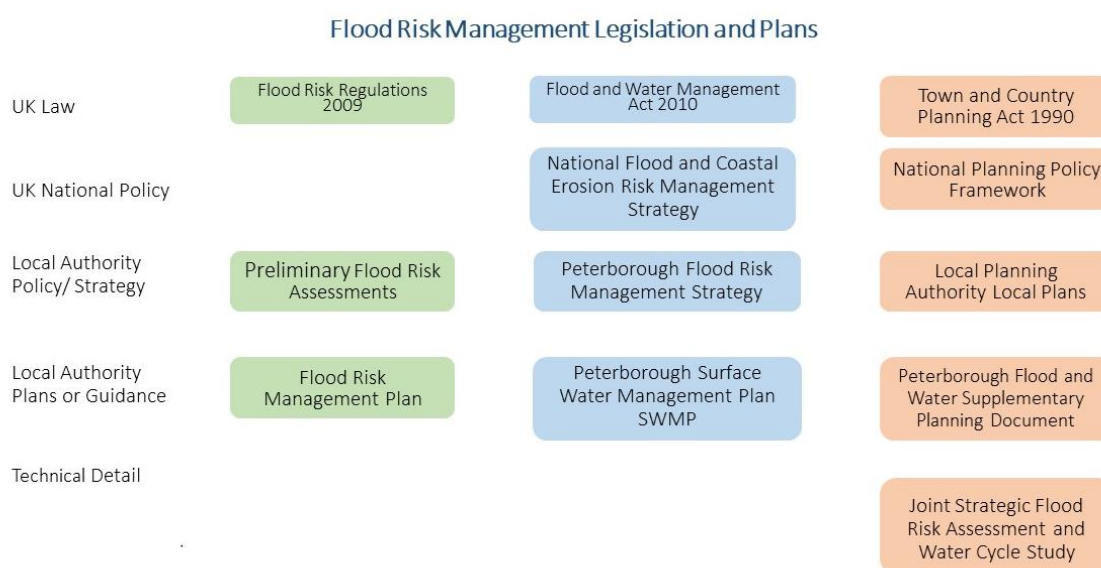 Flood Risk Management Legislation and Plans
UK Law
Flood Risk Regulations
2009
Flood and Water Management
Act 2010
Town and Country
Planning Act 1990
UK National Policy
National Flood and Coastal
Erosion Risk Management
Strategy
National Planning Policy
Framework
Local Authority
Policy/ Strategy
Preliminary Flood Risk
Assessments
Peterborough Flood Risk
Management Strategy
Local Planning
Authority Local Plans
Local Authority
Plans or Guidance
Flood Risk
Management Plan
Peterborough Surface
Water Management Plan
SWMP
Peterborough Flood and
Water Supplementary
Planning Document
Technical Detail
Joint Strategic Flood
Risk Assessment and
Water Cycle Study